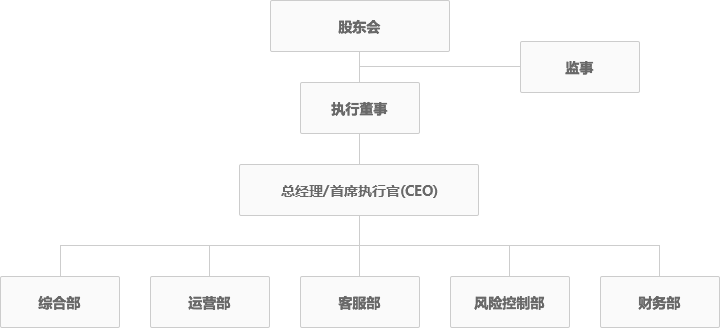 股东会
监事
执行董事
总经理/首席执行官(CEO)
综合部
运营部
客服部
风险控制部
财务部